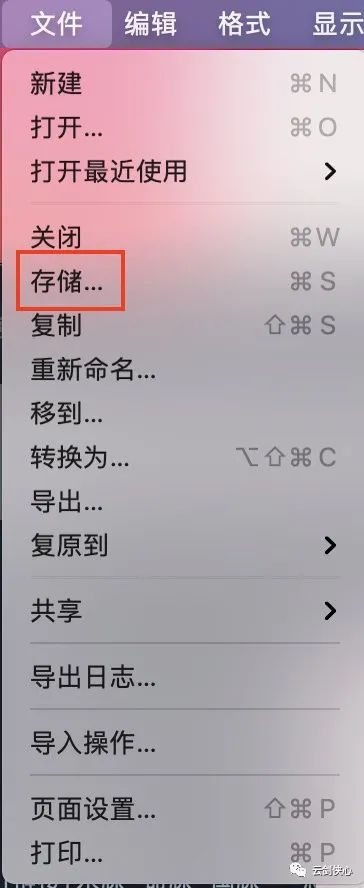 文件 编辑 格式 显示
新建 ⌘N
打开... ⌘O
打开最近使用
关闭 ⌘W
存储... ⌘S
复制 ⇧⌘S
重新命名...
移到...
转换为... ⌥⇧⌘C
导出...
复原到
共享
导出日志...
导入操作...
页面设置... ⇧⌘P
打印... ⌘P
云剑侠心